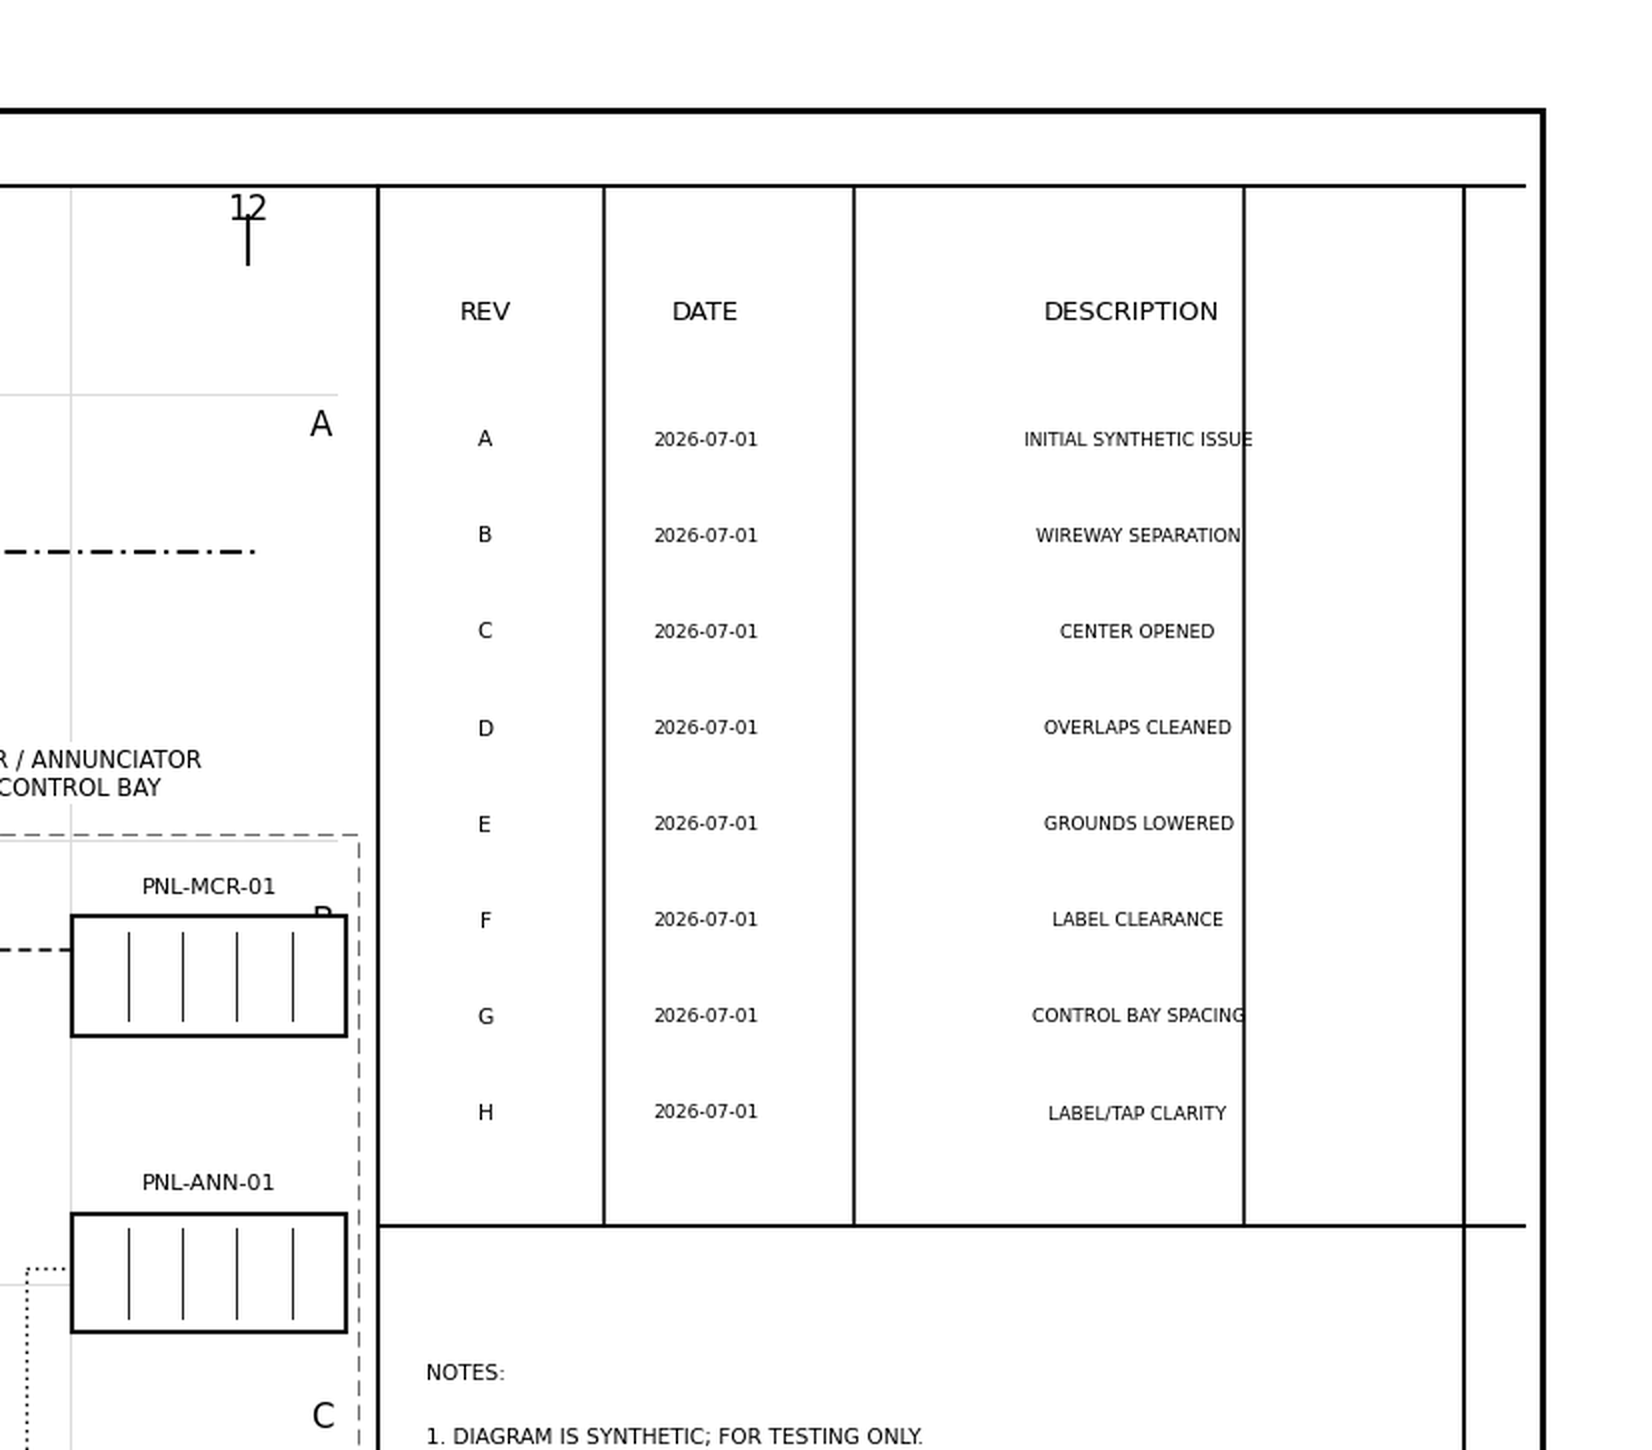 12
A
R / ANNUNCIATOR
CONTROL BAY
PNL-MCR-01
PNL-ANN-01
C
REV DATE DESCRIPTION
A 2026-07-01 INITIAL SYNTHETIC ISSUE
B 2026-07-01 WIREWAY SEPARATION
C 2026-07-01 CENTER OPENED
D 2026-07-01 OVERLAPS CLEANED
E 2026-07-01 GROUNDS LOWERED
F 2026-07-01 LABEL CLEARANCE
G 2026-07-01 CONTROL BAY SPACING
H 2026-07-01 LABEL/TAP CLARITY
NOTES:
1. DIAGRAM IS SYNTHETIC; FOR TESTING ONLY.